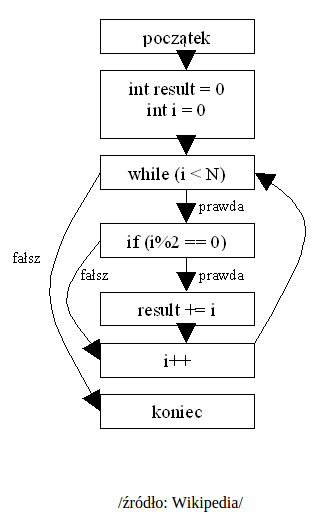 początek
int result = 0
int i = 0
while (i < N)
prawda
if (i%2 == 0)
fałsz
fałsz
prawda
result += i
i++
koniec
/źródło: Wikipedia/